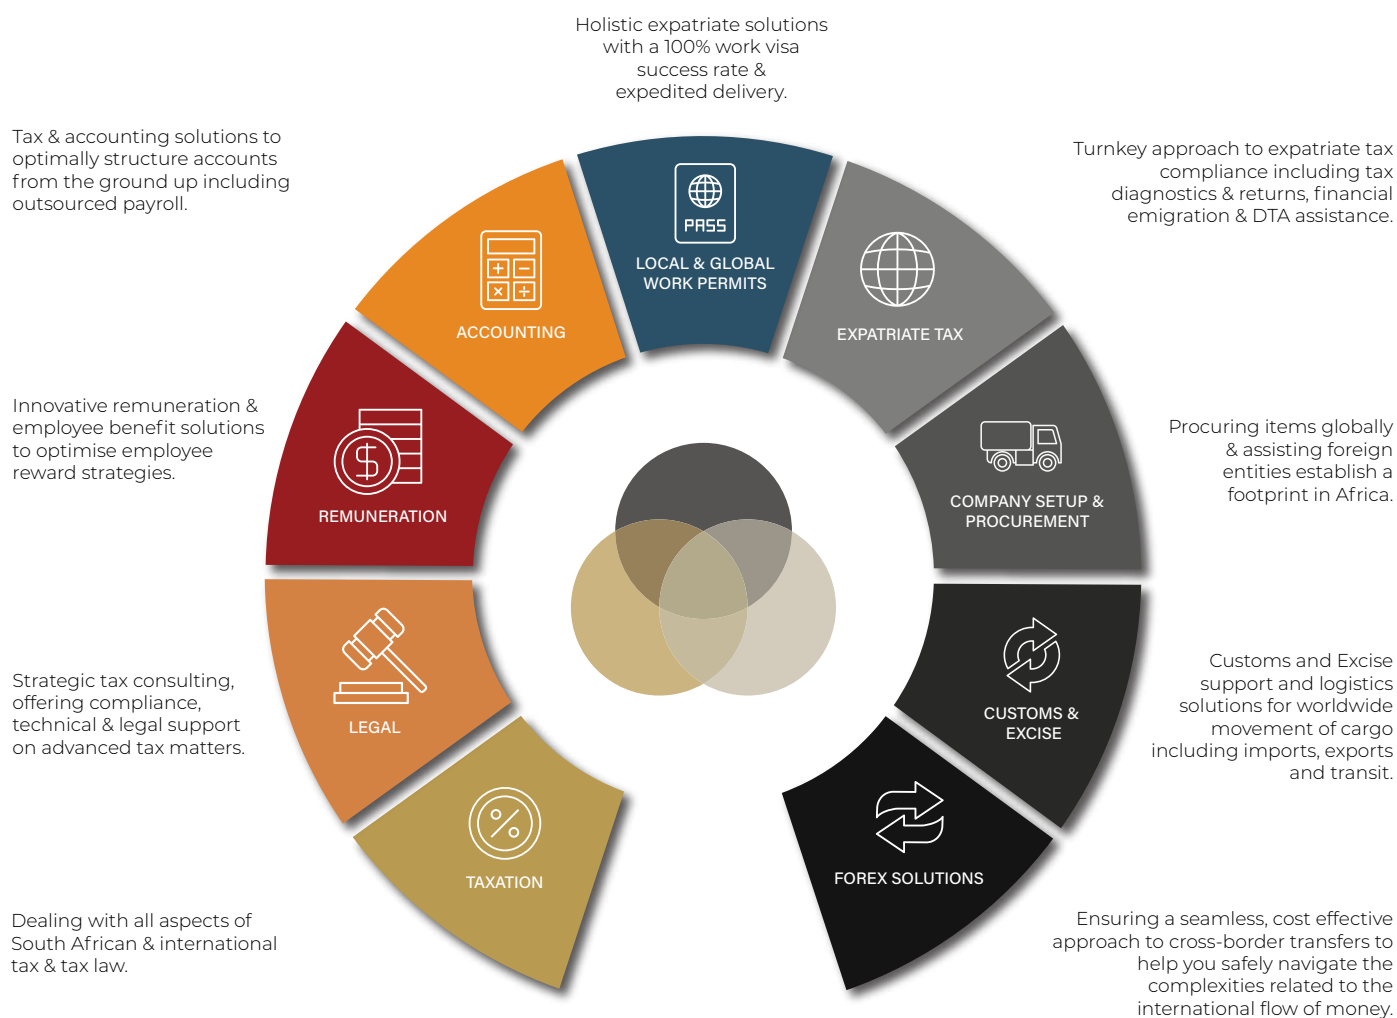 Holistic expatriate solutions
with a 100% work visa
success rate &
expedited delivery.
Tax & accounting solutions to
optimally structure accounts
from the ground up including
outsourced payroll.
Turnkey approach to expatriate tax
compliance including tax
diagnostics & returns, financial
emigration & DTA assistance.
PASS
LOCAL & GLOBAL
WORK PERMITS
ACCOUNTING
EXPATRIATE TAX
Innovative remuneration &
employee benefit solutions
to optimise employee
reward strategies.
$
REMUNERATION
COMPANY SETUP &
PROCUREMENT
Procuring items globally
& assisting foreign
entities establish a
footprint in Africa.
Strategic tax consulting,
offering compliance,
technical & legal support
on advanced tax matters.
LEGAL
CUSTOMS &
EXCISE
Customs and Excise
support and logistics
solutions for worldwide
movement of cargo
including imports, exports
and transit.
%
TAXATION
FOREX SOLUTIONS
Dealing with all aspects of
South African & international
tax & tax law.
Ensuring a seamless, cost effective
approach to cross-border transfers to
help you safely navigate the
complexities related to the
international flow of money.